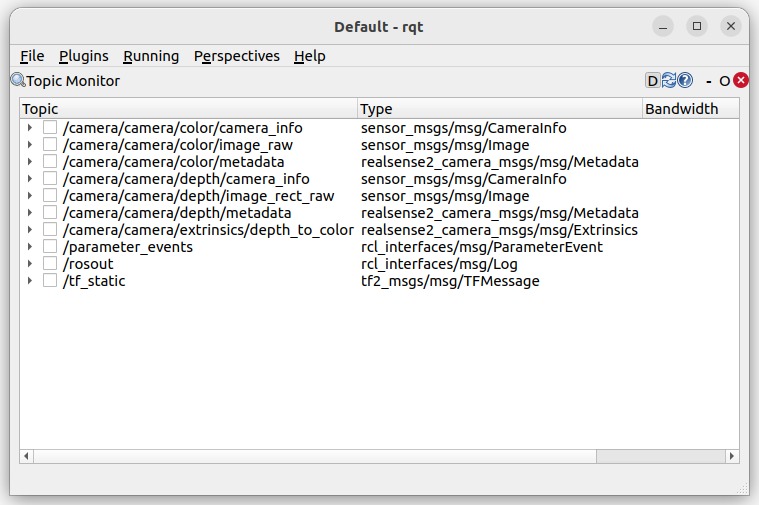 Default - rqt
File Plugins Running Perspectives Help
Topic Monitor D ? - O
Topic Type Bandwidth
/camera/camera/color/camera_info sensor_msgs/msg/CameraInfo
/camera/camera/color/image_raw sensor_msgs/msg/Image
/camera/camera/color/metadata realsense2_camera_msgs/msg/Metadata
/camera/camera/depth/camera_info sensor_msgs/msg/CameraInfo
/camera/camera/depth/image_rect_raw sensor_msgs/msg/Image
/camera/camera/depth/metadata realsense2_camera_msgs/msg/Metadata
/camera/camera/extrinsics/depth_to_color realsense2_camera_msgs/msg/Extrinsics
/parameter_events rcl_interfaces/msg/ParameterEvent
/rosout rcl_interfaces/msg/Log
/tf_static tf2_msgs/msg/TFMessage